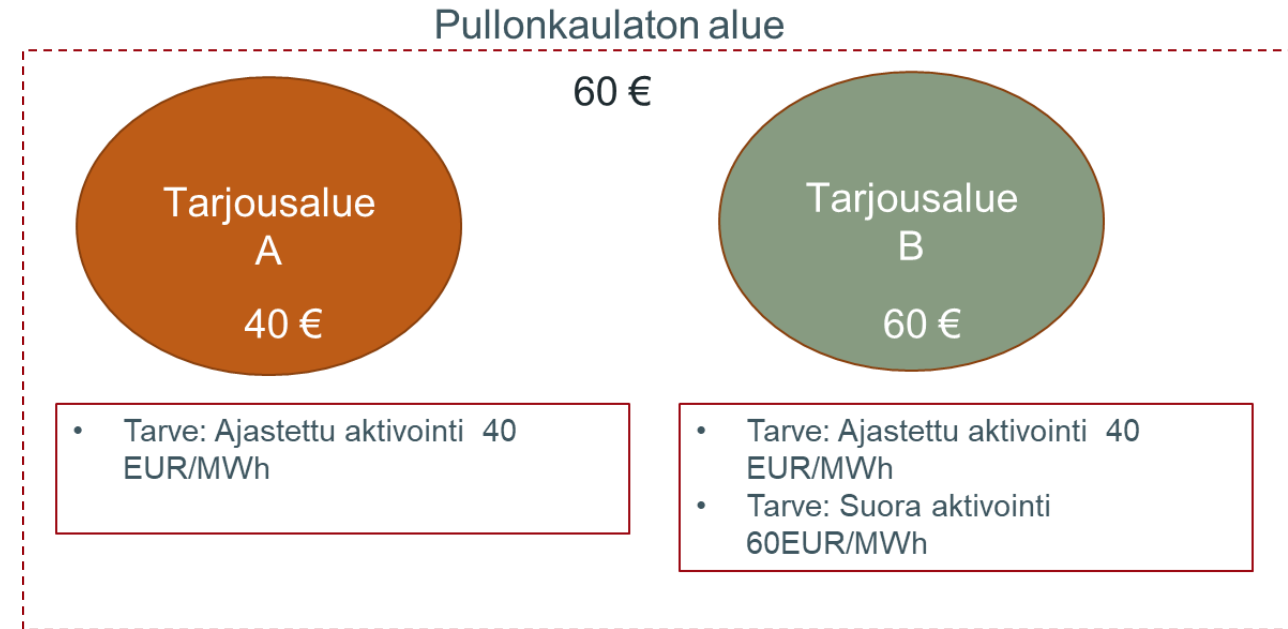 Pullonkaulaton alue
60 €
Tarjousalue
A
40 €
Tarjousalue
B
60 €
• Tarve: Ajastettu aktivointi 40
EUR/MWh
• Tarve: Ajastettu aktivointi 40
EUR/MWh
• Tarve: Suora aktivointi
60EUR/MWh